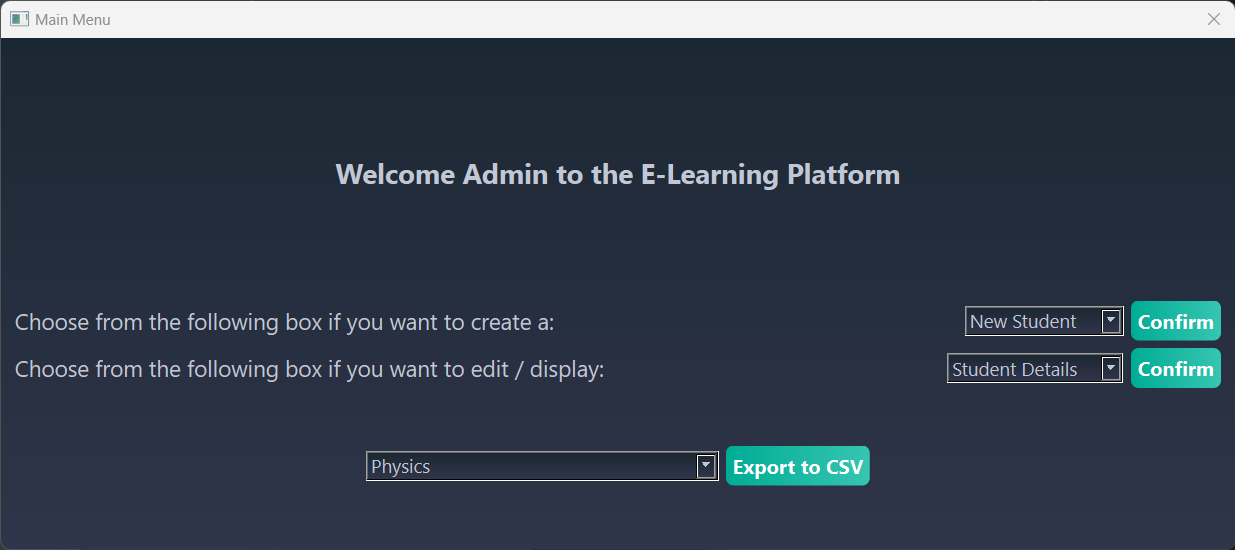 Main Menu
Welcome Admin to the E-Learning Platform
Choose from the following box if you want to create a: New Student Confirm
Choose from the following box if you want to edit / display: Student Details Confirm
Physics Export to CSV